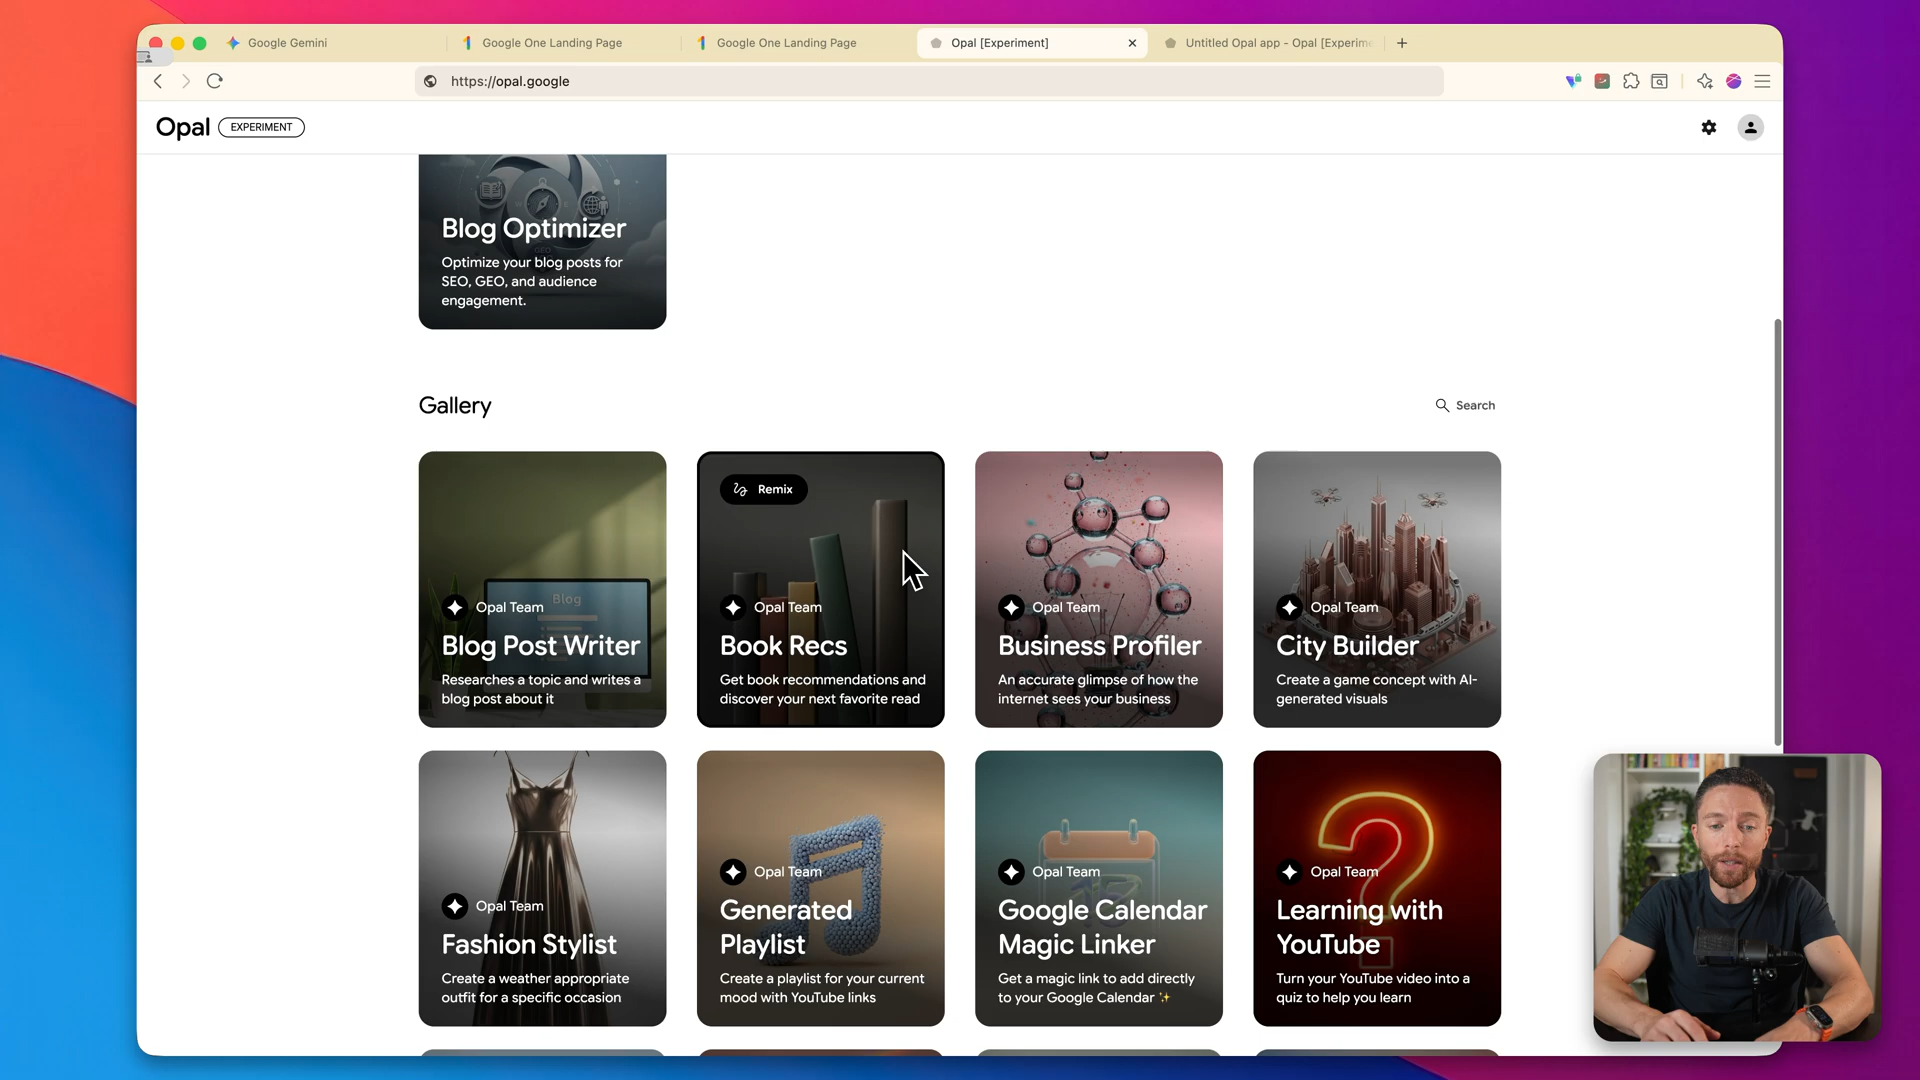 Google Gemini
Google One Landing Page
Google One Landing Page
Opal [Experiment]
Untitled Opal app - Opal [Experime
https://opal.google
Opal
EXPERIMENT
Blog Optimizer
Optimize your blog posts for
SEO, GEO, and audience
engagement.
Gallery
Search
Blog
Opal Team
Blog Post Writer
Researches a topic and writes a
blog post about it
Remix
Opal Team
Book Recs
Get book recommendations and
discover your next favorite read
Opal Team
Business Profiler
An accurate glimpse of how the
internet sees your business
Opal Team
City Builder
Create a game concept with AI-
generated visuals
Opal Team
Fashion Stylist
Create a weather appropriate
outfit for a specific occasion
Opal Team
Generated
Playlist
Create a playlist for your current
mood with YouTube links
Opal Team
Google Calendar
Magic Linker
Get a magic link to add directly
to your Google Calendar ✨
Opal Team
Learning with
YouTube
Turn your YouTube video into a
quiz to help you learn